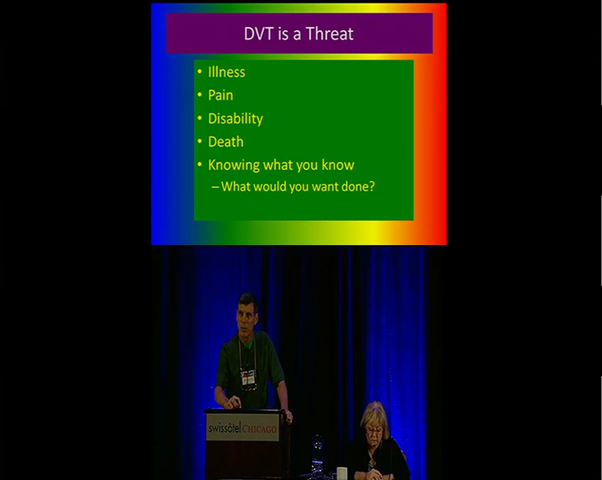 DVT is a Threat
• Illness
• Pain
• Disability
• Death
• Knowing what you know
– What would you want done?
swissôtel CHICAGO